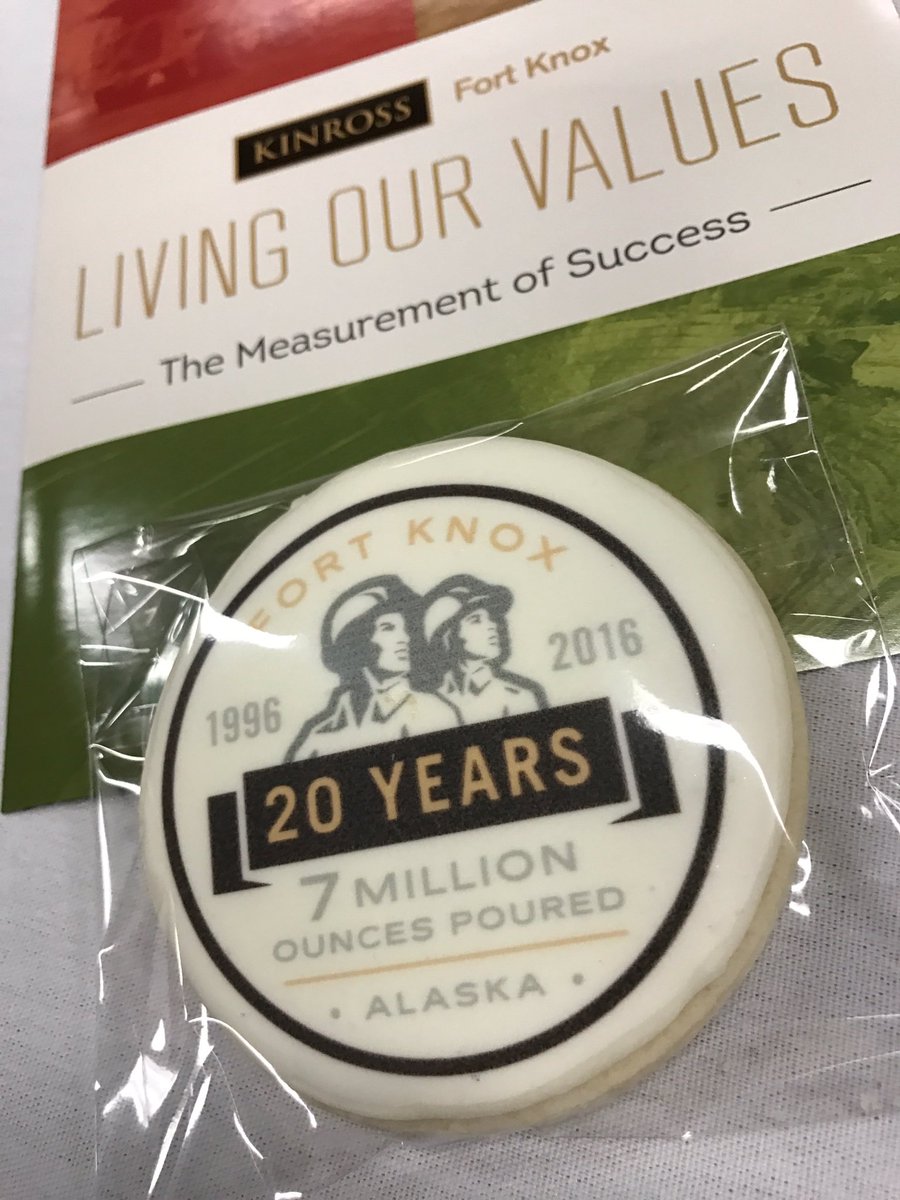 KINROSS Fort Knox
LIVING OUR VALUES
The Measurement of Success
FORT KNOX
1996 2016
20 YEARS
7 MILLION
OUNCES POURED
• ALASKA •